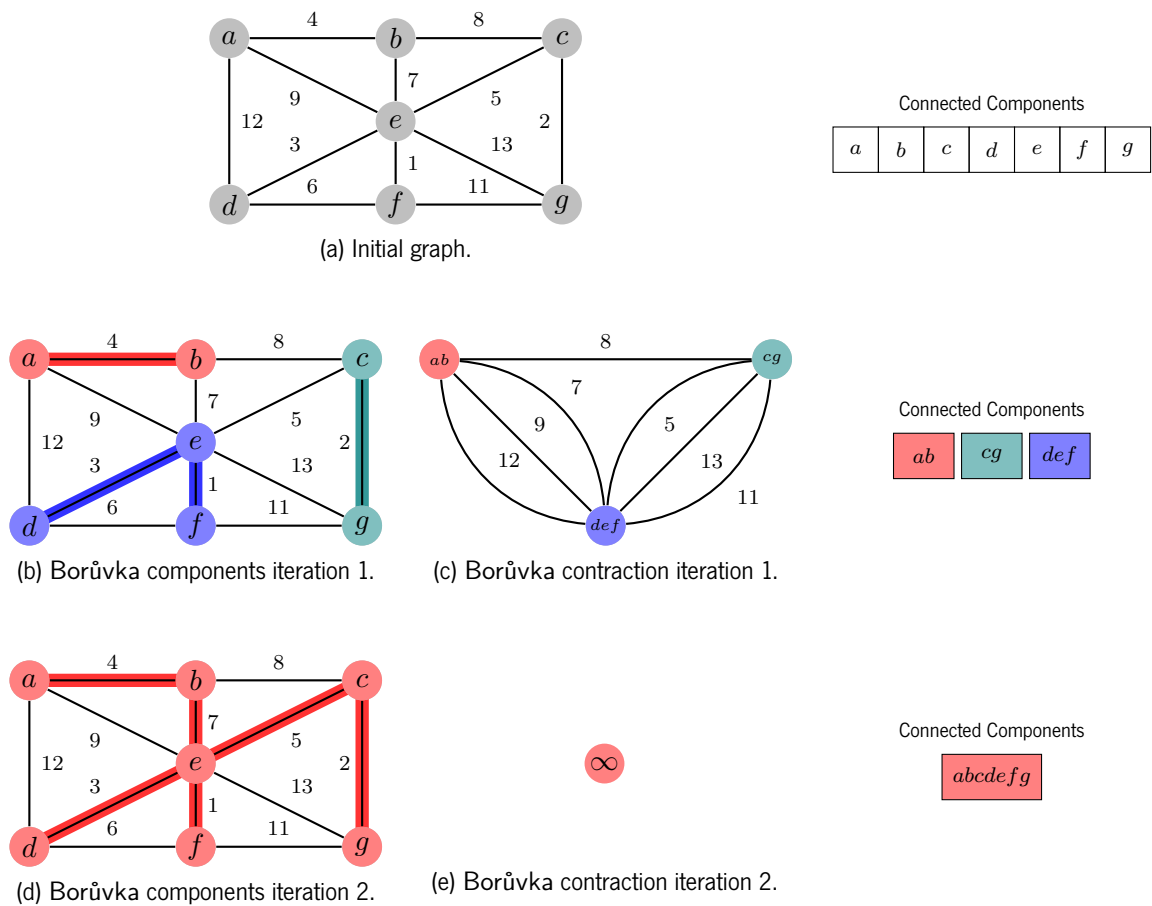 4 8
a b c
7
9 5
Connected Components
12 e 2
a b c d e f g
3 13
1
6 11
d f g
(a) Initial graph.
4 8
a b c
7
9 5
12 e 2
3 13
1
6 11
d f g
(b) Borůvka components iteration 1.
8
ab cg
7
9 5
12 13
11
def
(c) Borůvka contraction iteration 1.
Connected Components
ab cg def
4 8
a b c
7
9 5
12 e 2
3 13
1
6 11
d f g
(d) Borůvka components iteration 2.
∞
(e) Borůvka contraction iteration 2.
Connected Components
abcdefg